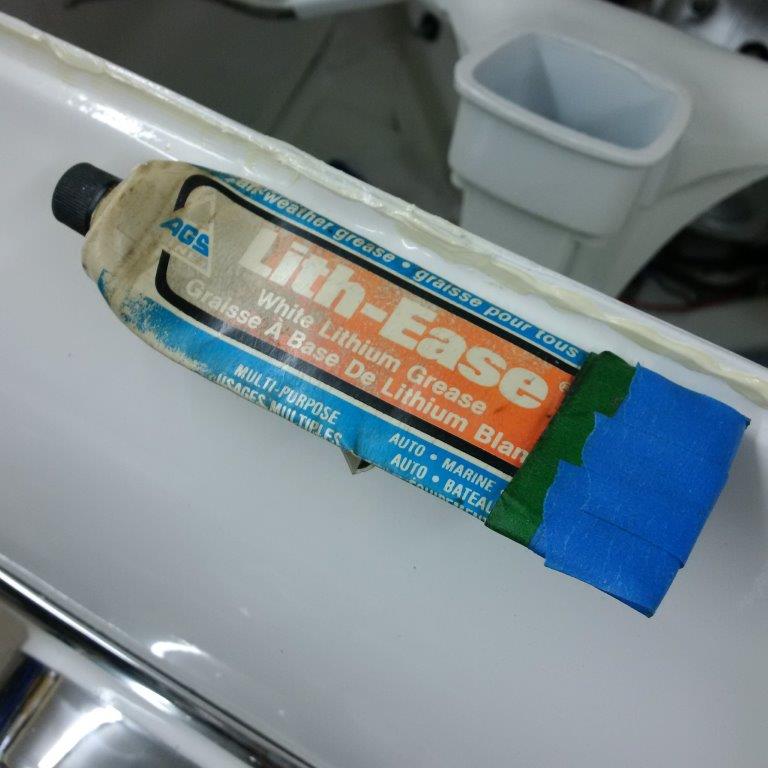 all-weather grease • graisse pour tous
AGS
Lith-Ease®
White Lithium Grease
Graisse À Base De Lithium Blan
MULTI-PURPOSE
USAGES MULTIPLES
AUTO • MARINE
AUTO • BATEAU